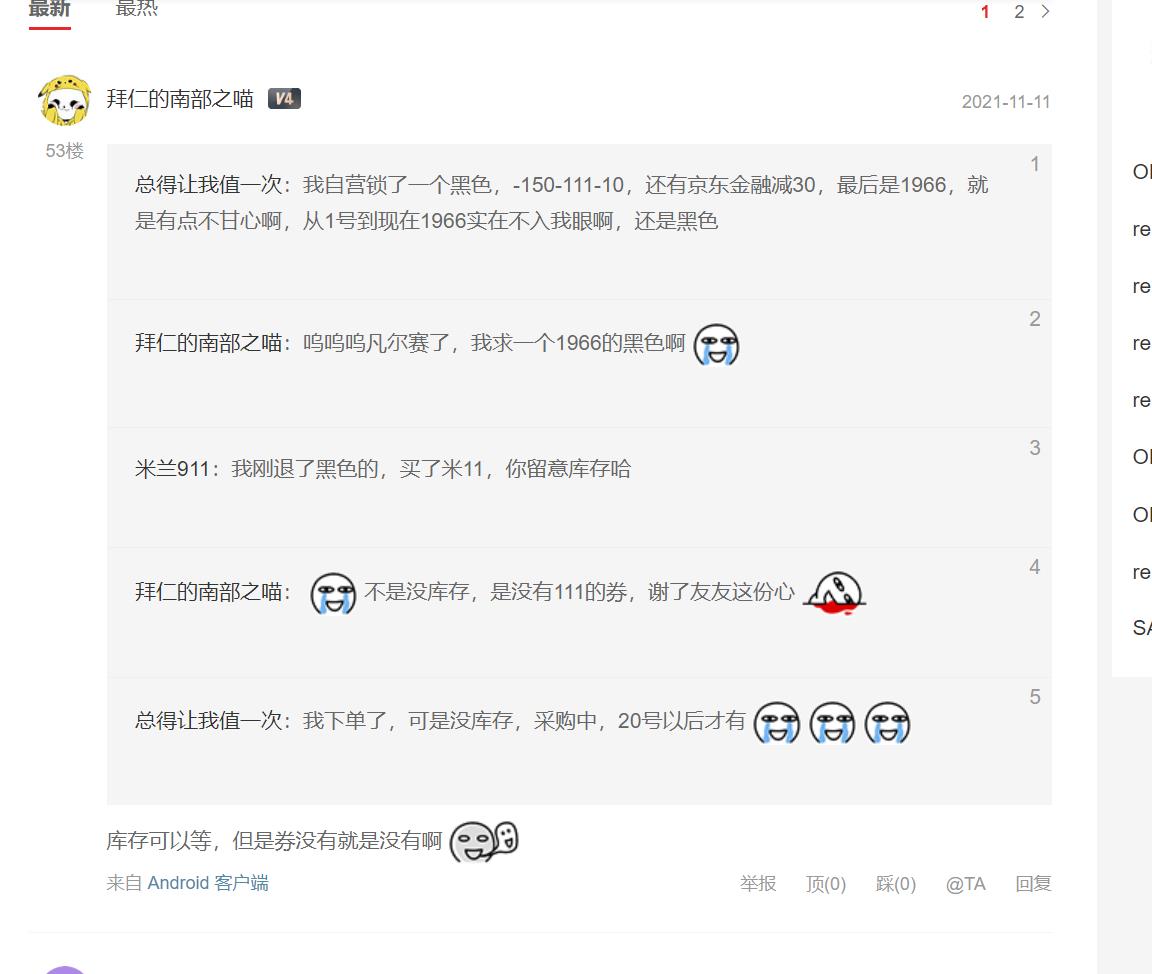 最新 最热 1 2 >
拜仁的南部之喵 V4 2021-11-11
53楼
1
总得让我值一次：我自营锁了一个黑色，-150-111-10，还有京东金融减30，最后是1966，就
是有点不甘心啊，从1号到现在1966实在不入我眼啊，还是黑色
2
拜仁的南部之喵：呜呜呜凡尔赛了，我求一个1966的黑色啊
3
米兰911：我刚退了黑色的，买了米11，你留意库存哈
4
拜仁的南部之喵： 不是没库存，是没有111的券，谢了友友这份心
5
总得让我值一次：我下单了，可是没库存，采购中，20号以后才有
库存可以等，但是券没有就是没有啊
来自 Android 客户端 举报 顶(0) 踩(0) @TA 回复
re
re
re
re
re
SA